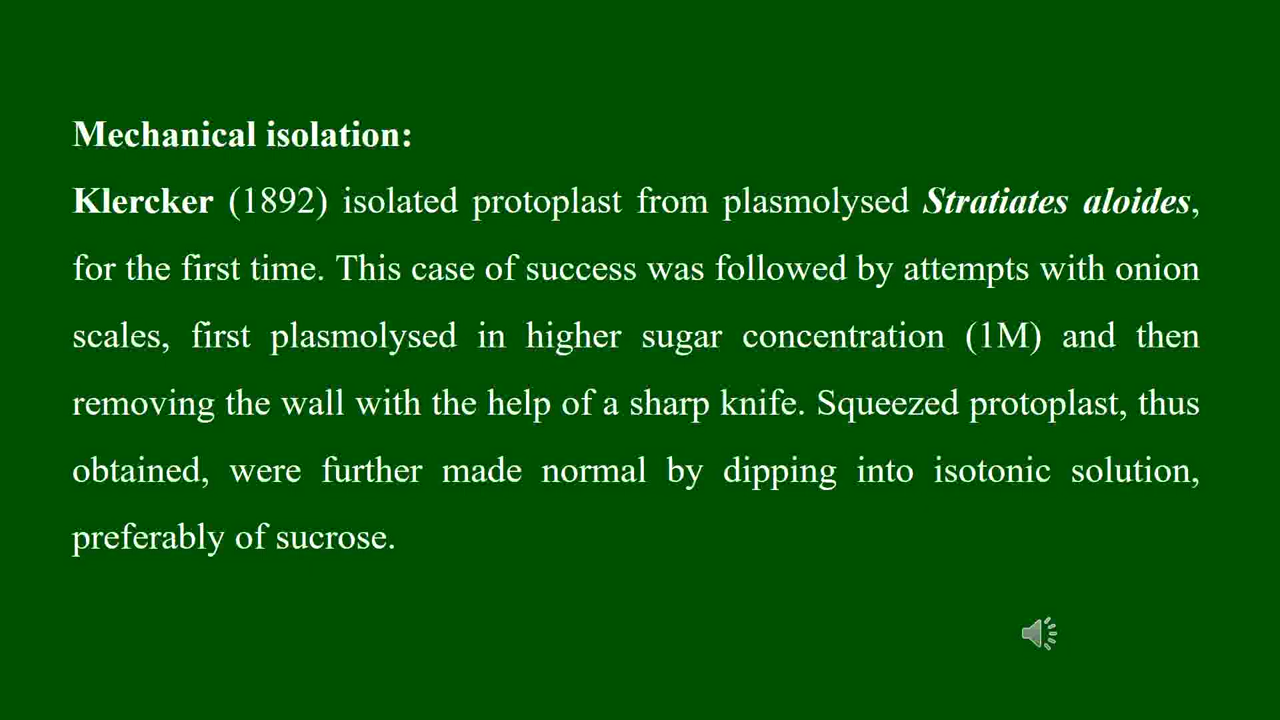 Mechanical isolation:
Klercker (1892) isolated protoplast from plasmolysed Stratiates aloides,
for the first time. This case of success was followed by attempts with onion
scales, first plasmolysed in higher sugar concentration (1M) and then
removing the wall with the help of a sharp knife. Squeezed protoplast, thus
obtained, were further made normal by dipping into isotonic solution,
preferably of sucrose.